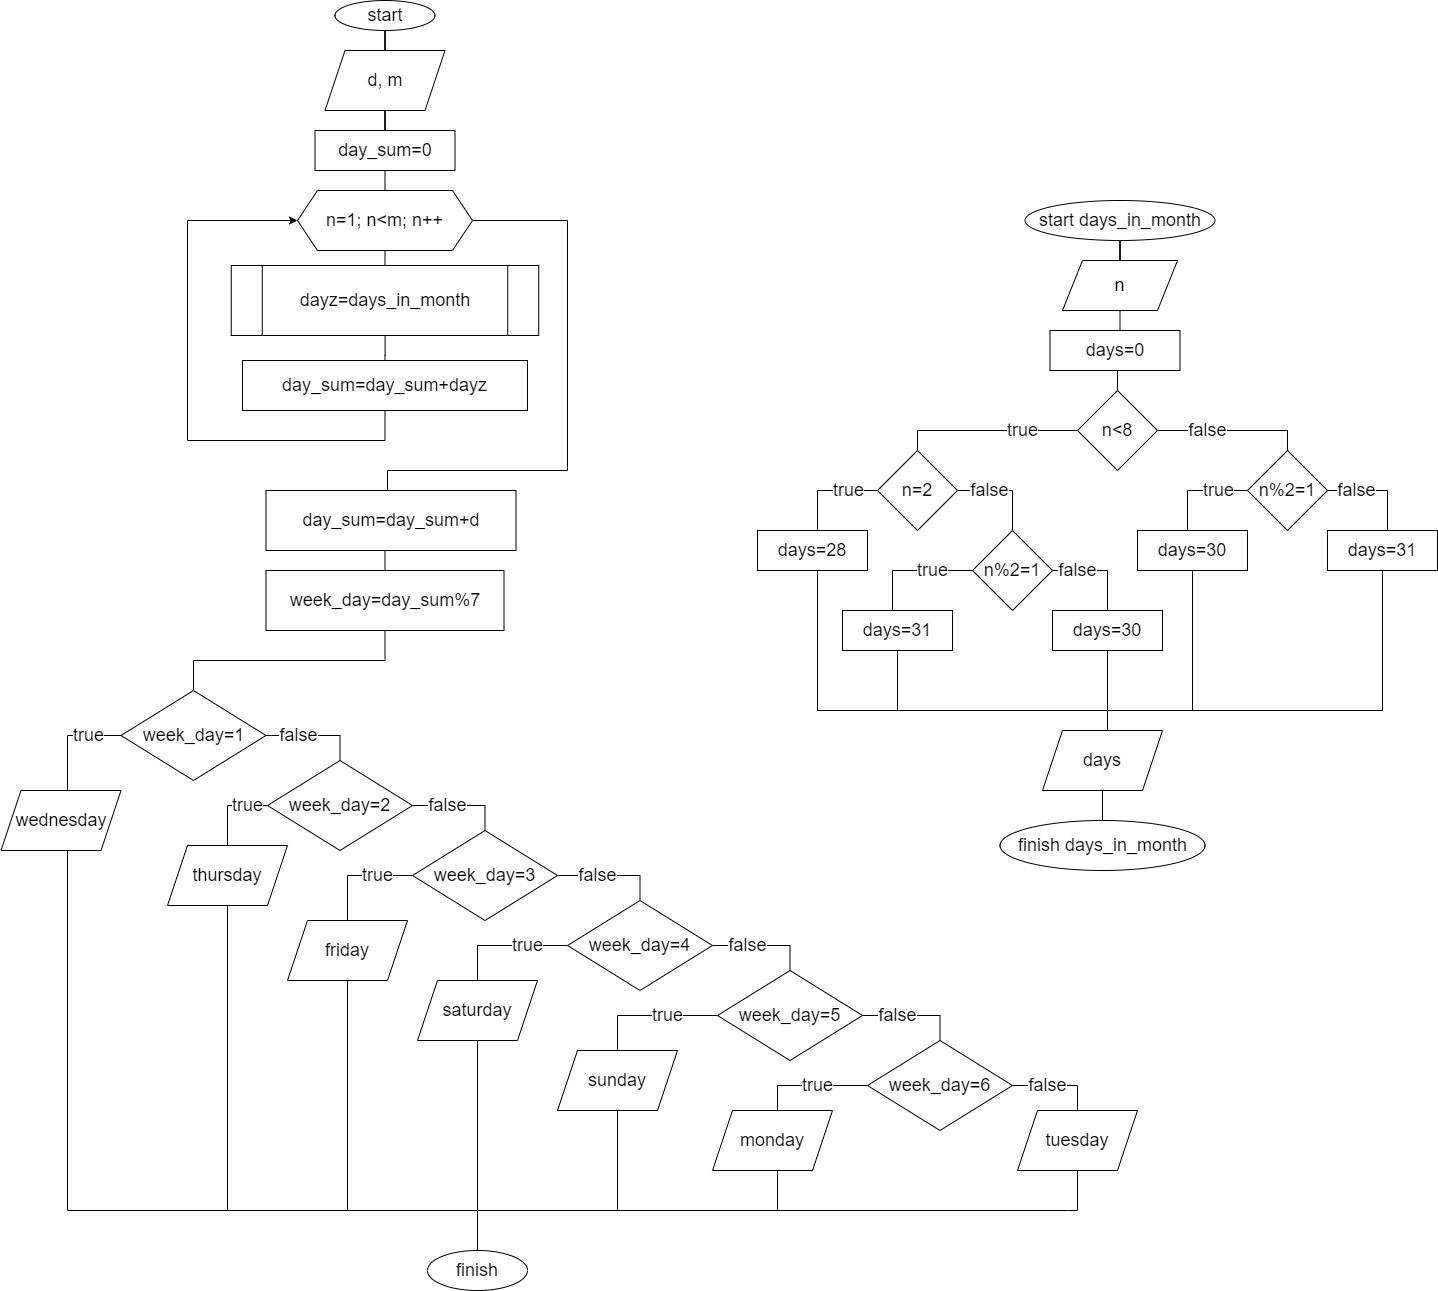 start
d, m
day_sum=0
n=1; n<m; n++
dayz=days_in_month
day_sum=day_sum+dayz
day_sum=day_sum+d
week_day=day_sum%7
week_day=1
true
false
wednesday
week_day=2
true
false
thursday
week_day=3
true
false
friday
week_day=4
true
false
saturday
week_day=5
true
false
sunday
week_day=6
true
false
monday
tuesday
finish
start days_in_month
n
days=0
n<8
true
false
n=2
true
false
days=28
n%2=1
true
false
days=31
days=30
n%2=1
true
false
days=30
days=31
days
finish days_in_month